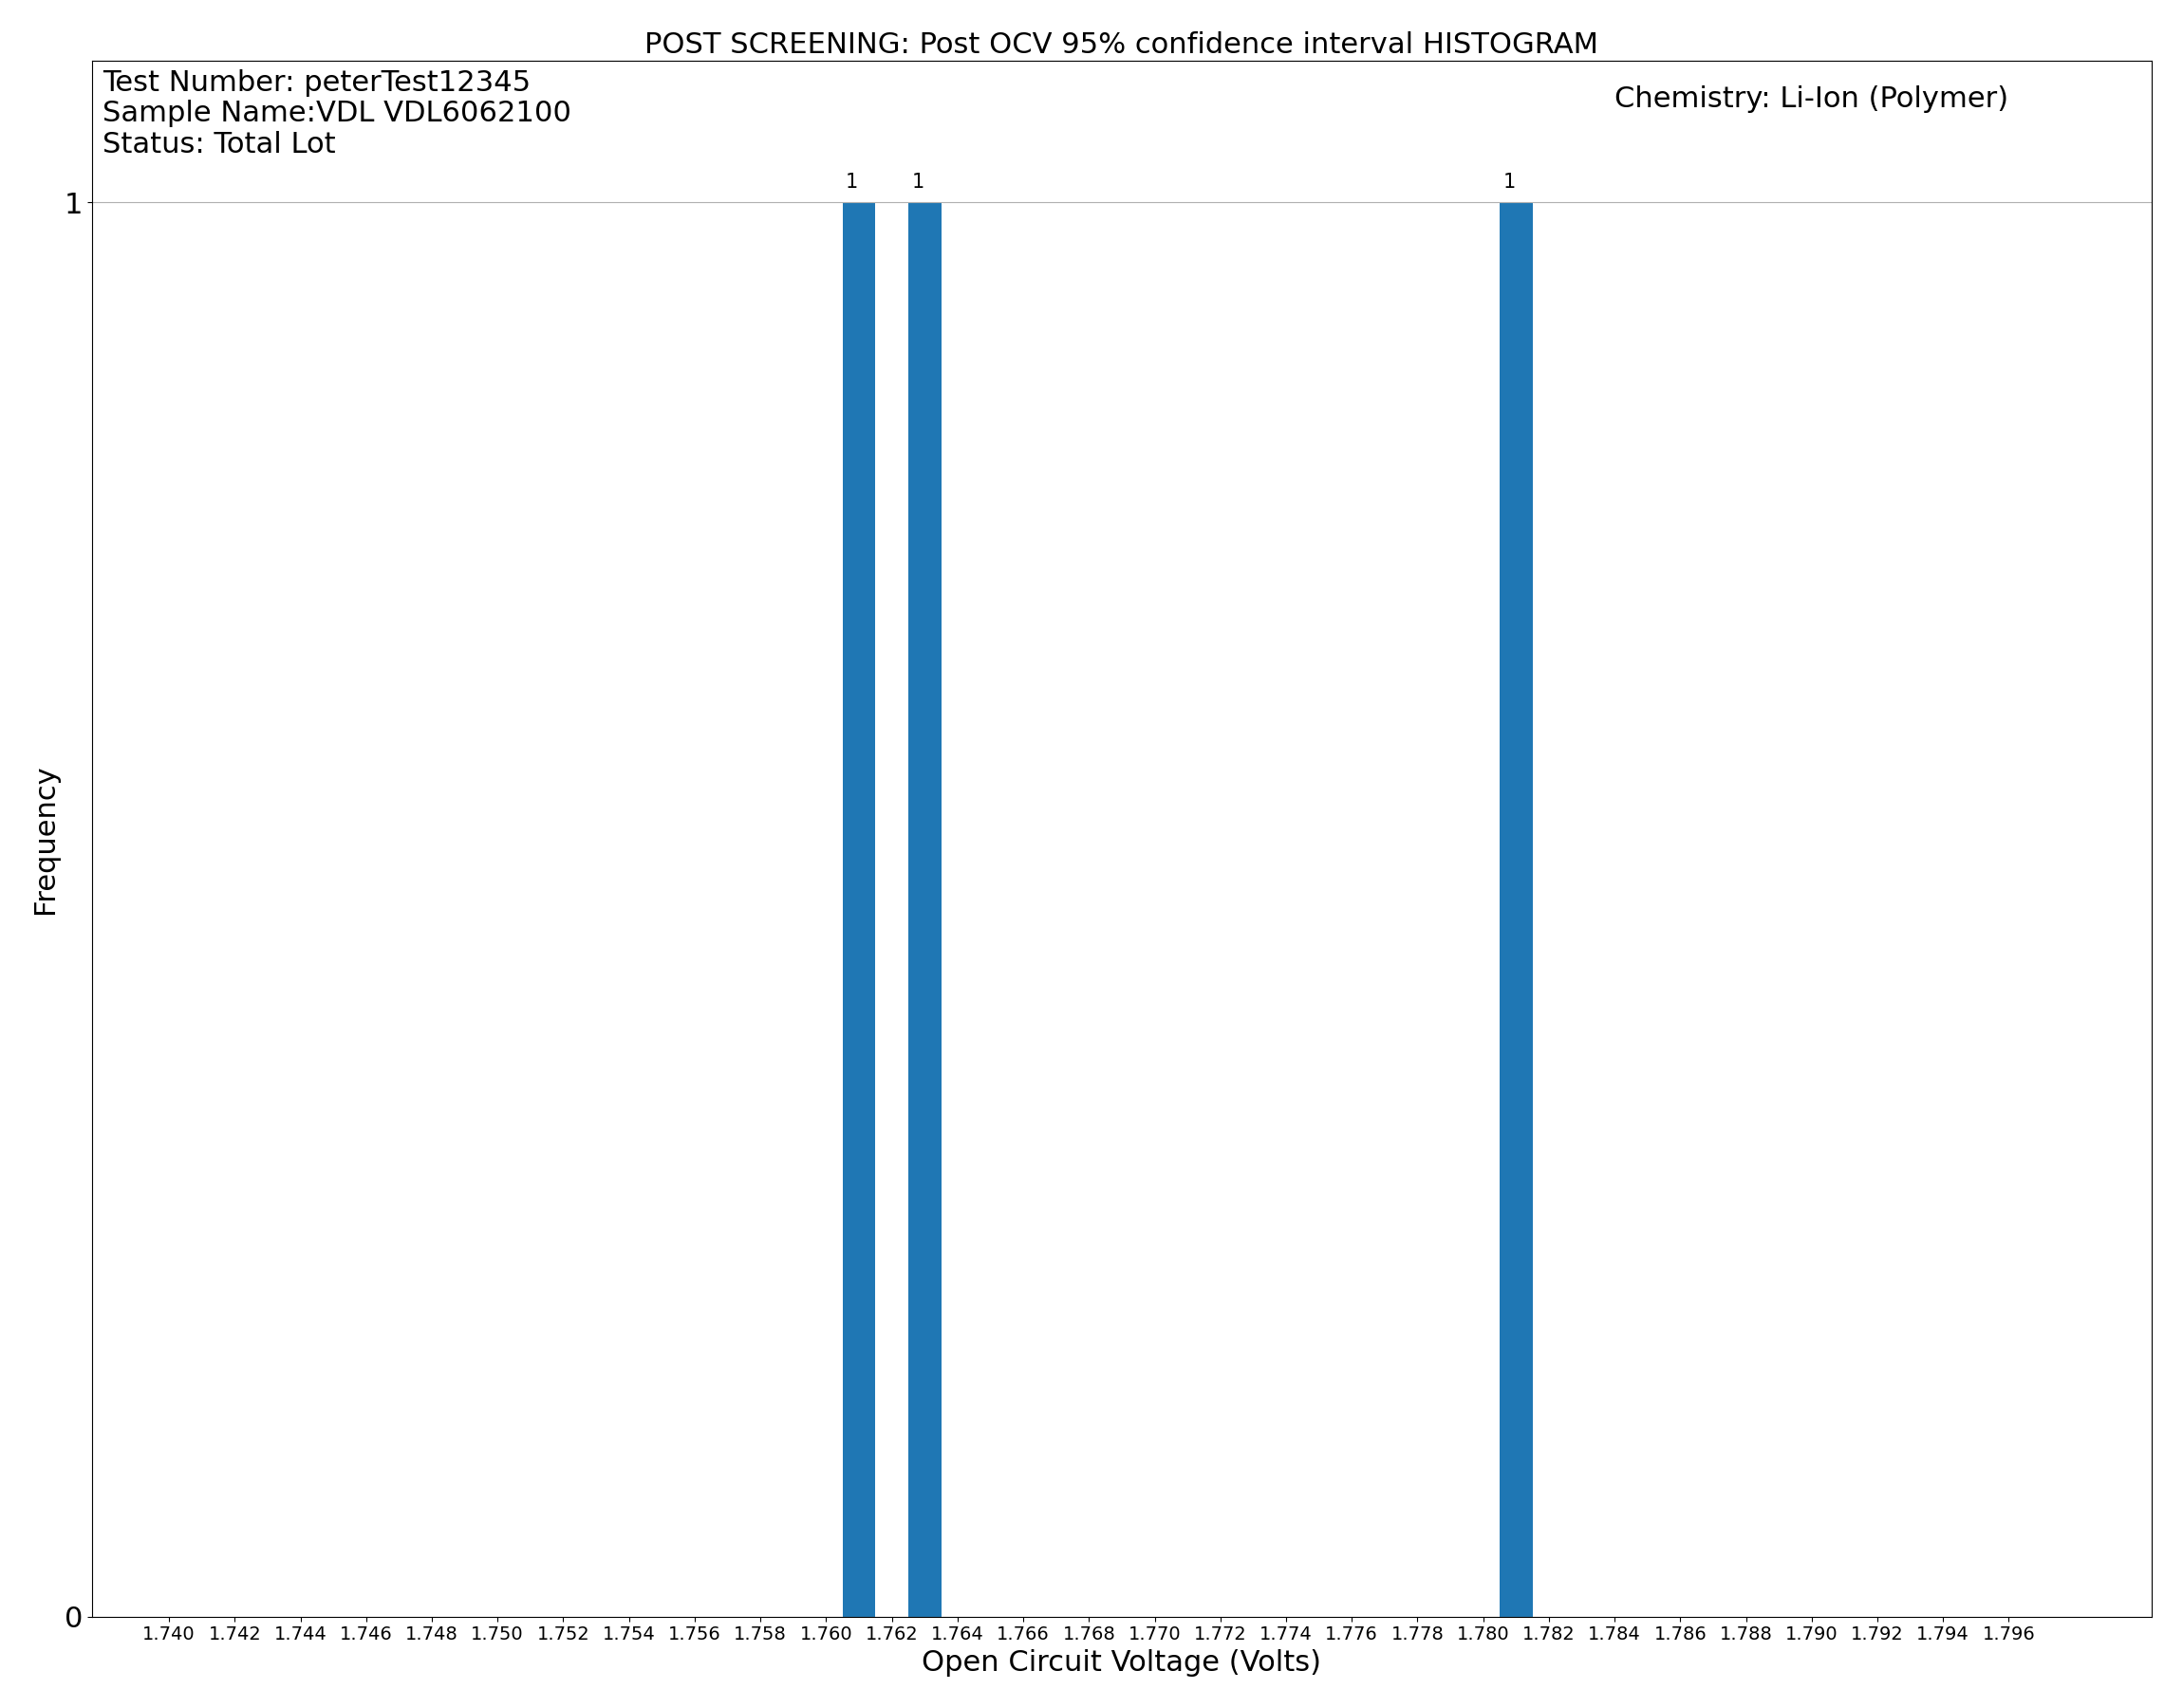 POST SCREENING: Post OCV 95% confidence interval HISTOGRAM
Test Number: peterTest12345
Sample Name:VDL VDL6062100
Status: Total Lot
Chemistry: Li-Ion (Polymer)
1 1 1
1
Frequency
0
1.740 1.742 1.744 1.746 1.748 1.750 1.752 1.754 1.756 1.758 1.760 1.762 1.764 1.766 1.768 1.770 1.772 1.774 1.776 1.778 1.780 1.782 1.784 1.786 1.788 1.790 1.792 1.794 1.796
Open Circuit Voltage (Volts)